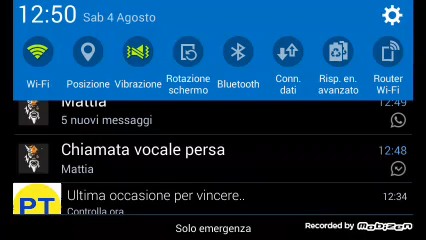 12:50 Sab 4 Agosto
Wi-Fi
Posizione
Vibrazione
Rotazione
schermo
Bluetooth
Conn.
dati
Risp. en.
avanzato
Router
Wi-Fi
Mattia 12:49
5 nuovi messaggi
Chiamata vocale persa 12:48
Mattia
PT
Ultima occasione per vincere.. 12:34
Controlla ora
Solo emergenza
Recorded by Mobizen